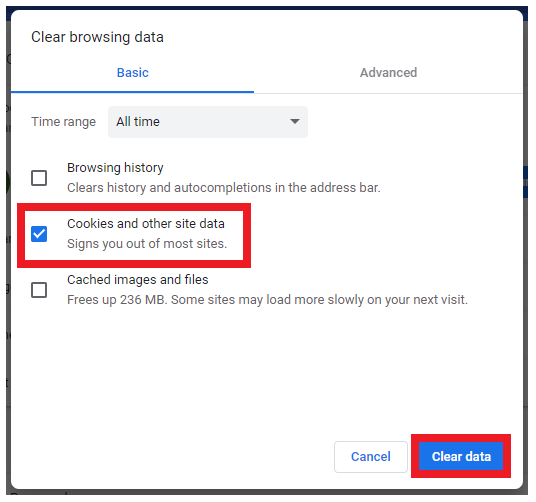 Clear browsing data
Basic
Advanced
Time range
All time
Browsing history
Clears history and autocompletions in the address bar.
Cookies and other site data
Signs you out of most sites.
Cached images and files
Frees up 236 MB. Some sites may load more slowly on your next visit.
Cancel
Clear data